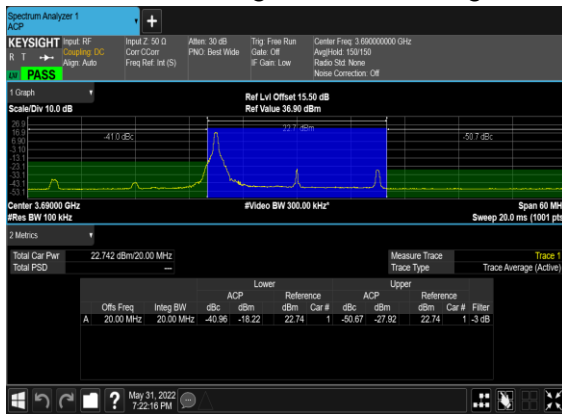 Spectrum Analyzer 1
ACP
+
KEYSIGHT Input: RF Input Z: 50 Ω Atten: 30 dB Trig: Free Run Center Freq: 3.690000000 GHz
R T Coupling: DC Corr CCorr PNO: Best Wide Gate: Off Avg|Hold: 150/150
Align: Auto Freq Ref: Int (S) IF Gain: Low Radio Std: None
PASS Noise Correction: Off
1 Graph
Ref Lvl Offset 15.50 dB
Scale/Div 10.0 dB Ref Value 36.90 dBm
26.9
16.9
6.90
-3.10
-13.1
-23.1
-33.1
-43.1
-53.1
-41.0 dBc 22.7 dBm -50.7 dBc
Center 3.69000 GHz #Video BW 300.00 kHz* Span 60 MH
#Res BW 100 kHz Sweep 20.0 ms (1001 pts
2 Metrics
Total Car Pwr 22.742 dBm/20.00 MHz Measure Trace Trace 1
Total PSD --- Trace Type Trace Average (Active)
Lower Upper
ACP Reference ACP Reference
Offs Freq Integ BW dBc dBm dBm Car # dBc dBm dBm Car # Filter
A 20.00 MHz 20.00 MHz -40.96 -18.22 22.74 1 -50.67 -27.92 22.74 1 -3 dB
? May 31, 2022
7:22:16 PM